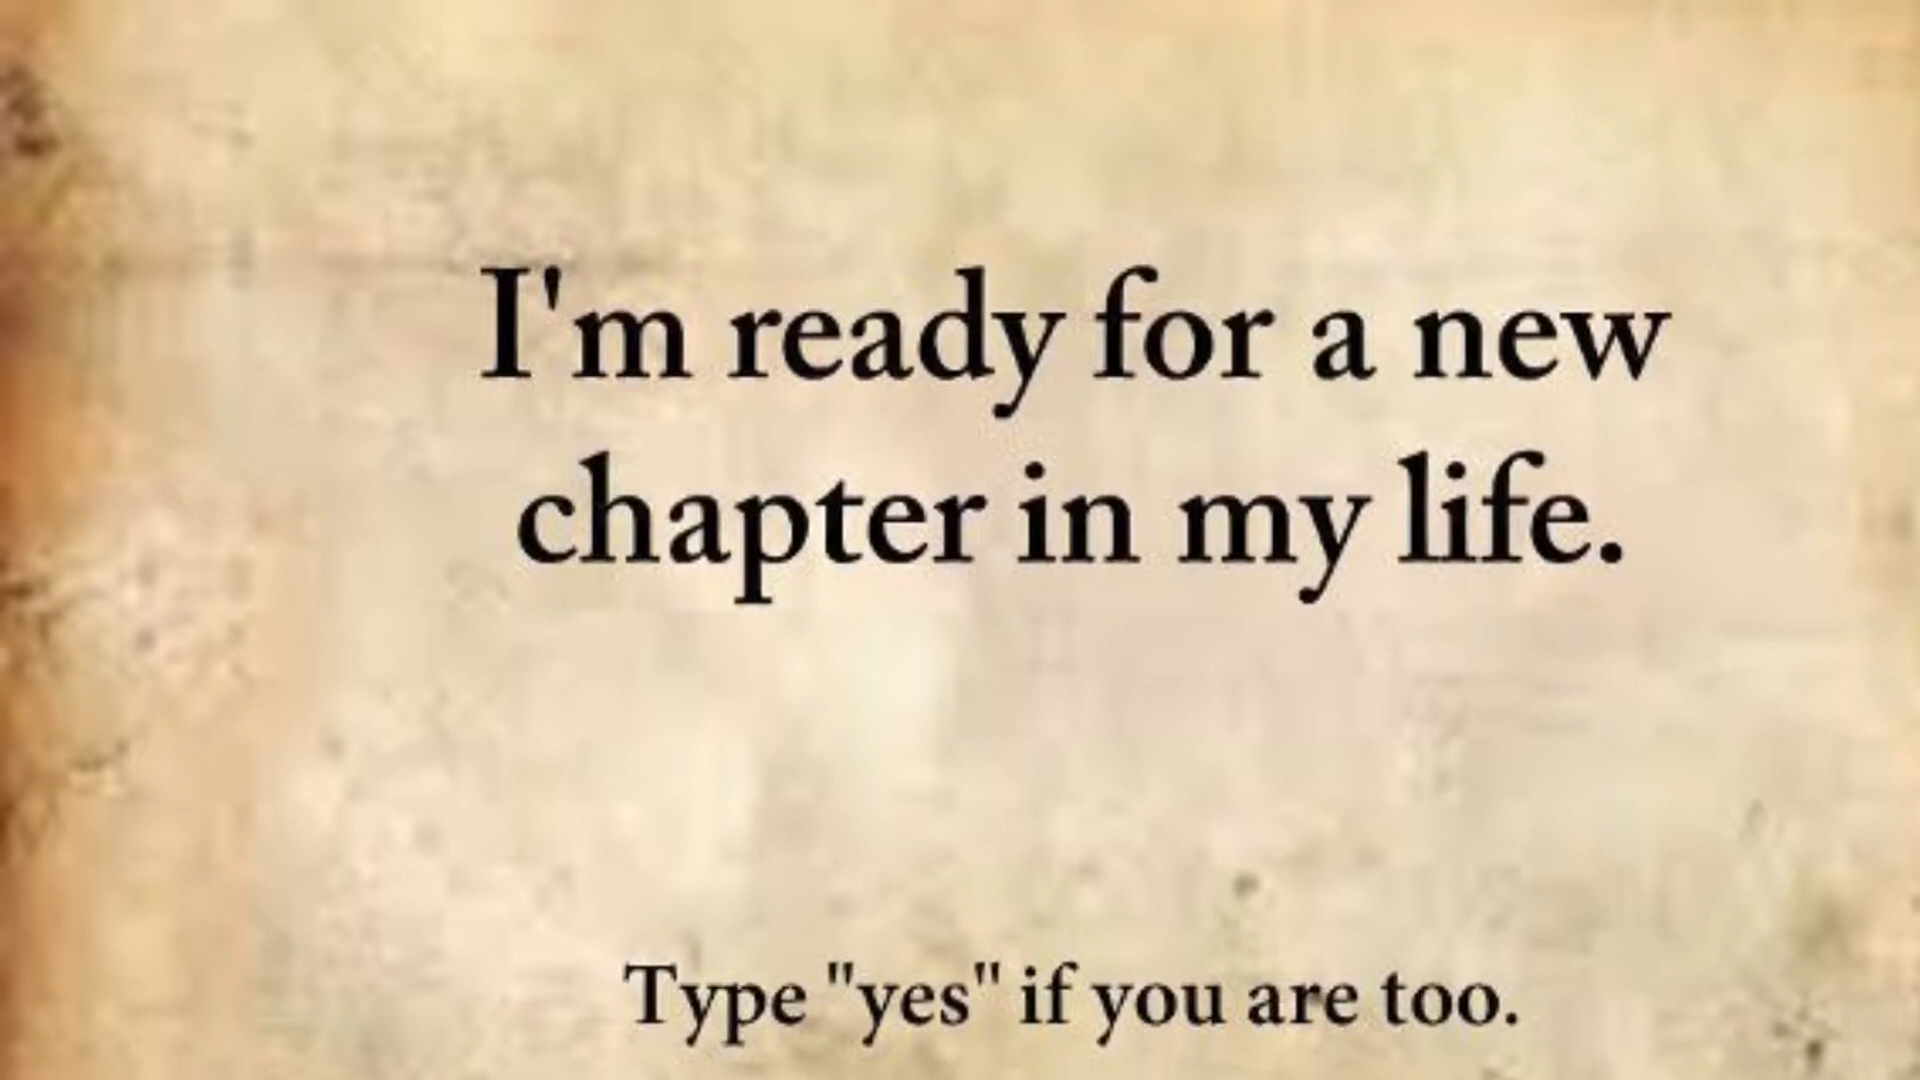 I'm ready for a new
chapter in my life.
Type "yes" if you are too.